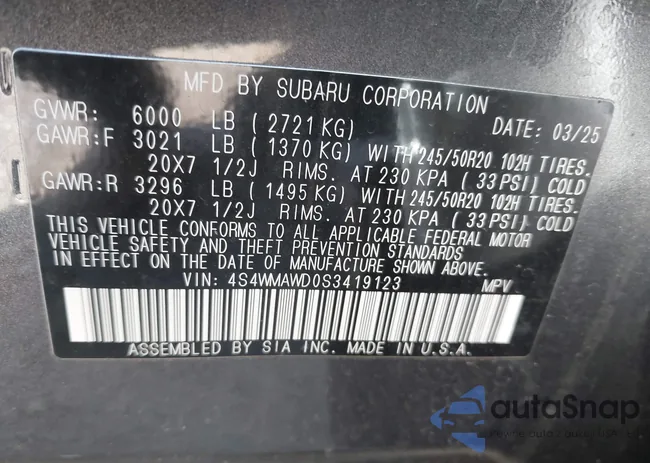 MFD BY SUBARU CORPORATION
GVWR: 6000 LB ( 2721 KG) DATE: 03/25
GAWR:F 3021 LB ( 1370 KG) WITH 245/50R20 102H TIRES.
20X7 1/2J RIMS. AT 230 KPA ( 33 PSI) COLD
GAWR:R 3296 LB ( 1495 KG) WITH 245/50R20 102H TIRES.
20X7 1/2J RIMS. AT 230 KPA ( 33 PSI) COLD
THIS VEHICLE CONFORMS TO ALL APPLICABLE FEDERAL MOTOR
VEHICLE SAFETY AND THEFT PREVENTION STANDARDS
IN EFFECT ON THE DATE OF MANUFACTURE SHOWN ABOVE.
VIN: 4S4WMAWD0S3419123 MPV
ASSEMBLED BY SIA INC. MADE IN U.S.A.
autoSnap